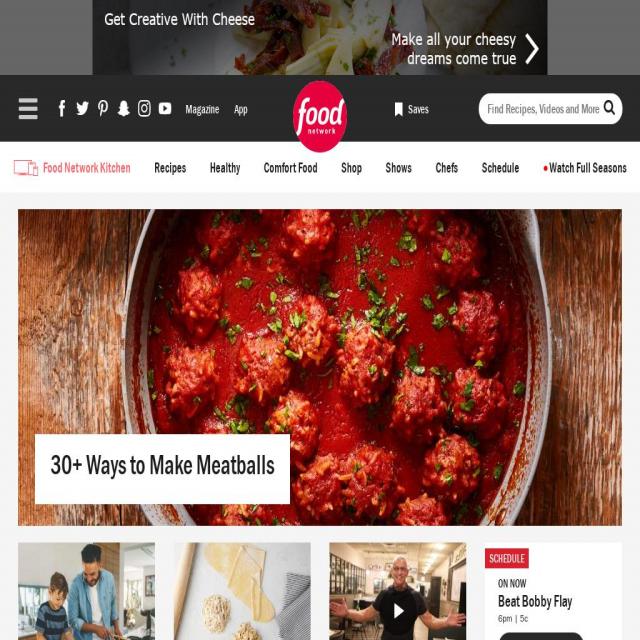 Get Creative With Cheese
Make all your cheesy
dreams come true
Magazine
App
food
network
Saves
Find Recipes, Videos and More
Food Network Kitchen
Recipes
Healthy
Comfort Food
Shop
Shows
Chefs
Schedule
Watch Full Seasons
30+ Ways to Make Meatballs
SCHEDULE
ON NOW
Beat Bobby Flay
6pm | 5c